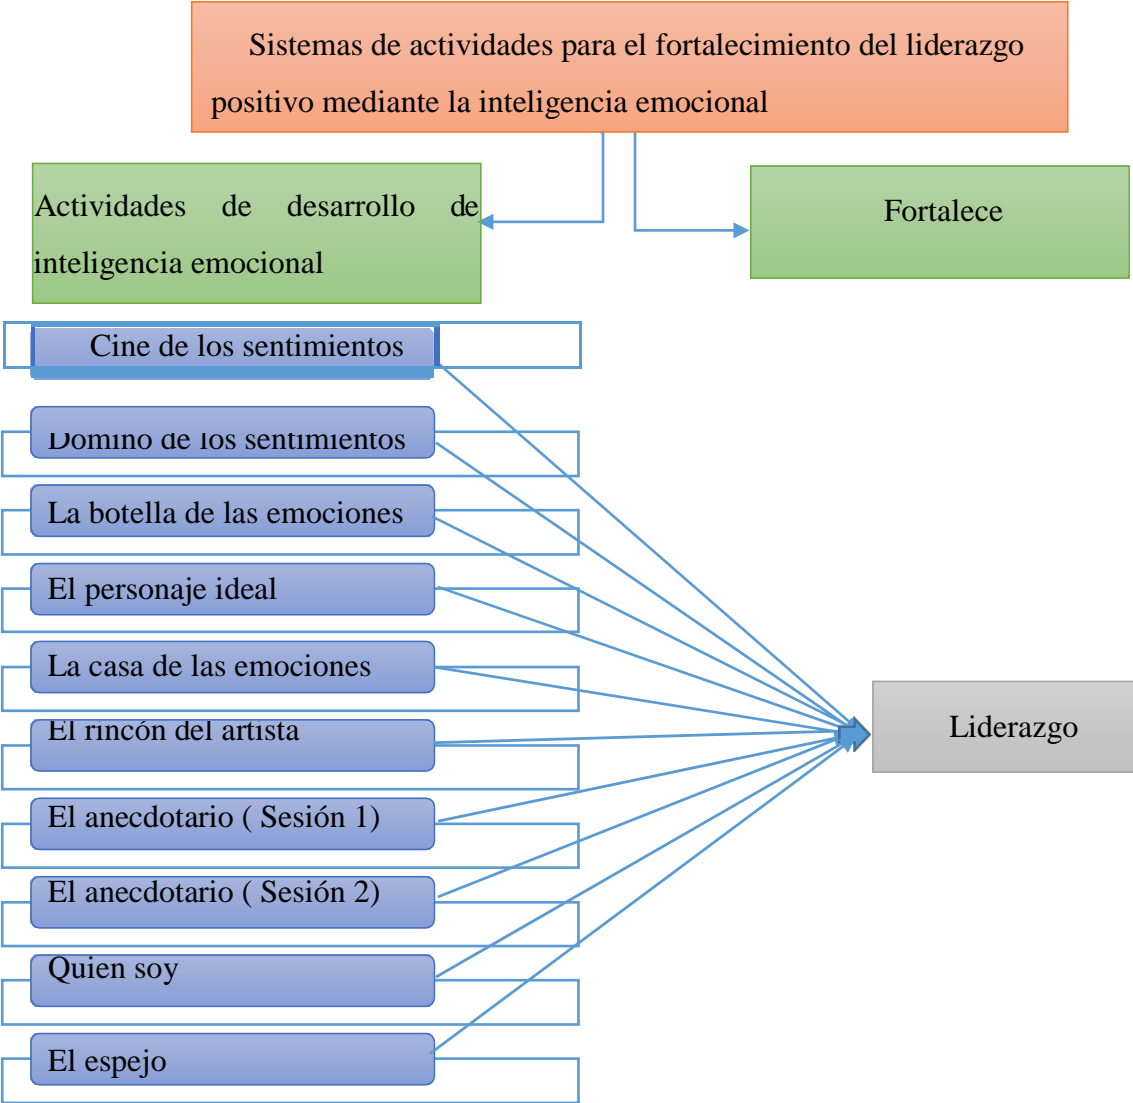 Sistemas de actividades para el fortalecimiento del liderazgo
positivo mediante la inteligencia emocional
Actividades de desarrollo de
inteligencia emocional
Fortalece
Cine de los sentimientos
Domino de los sentimientos
La botella de las emociones
El personaje ideal
La casa de las emociones
El rincón del artista
Liderazgo
El anecdotario ( Sesión 1)
El anecdotario ( Sesión 2)
Quien soy
El espejo